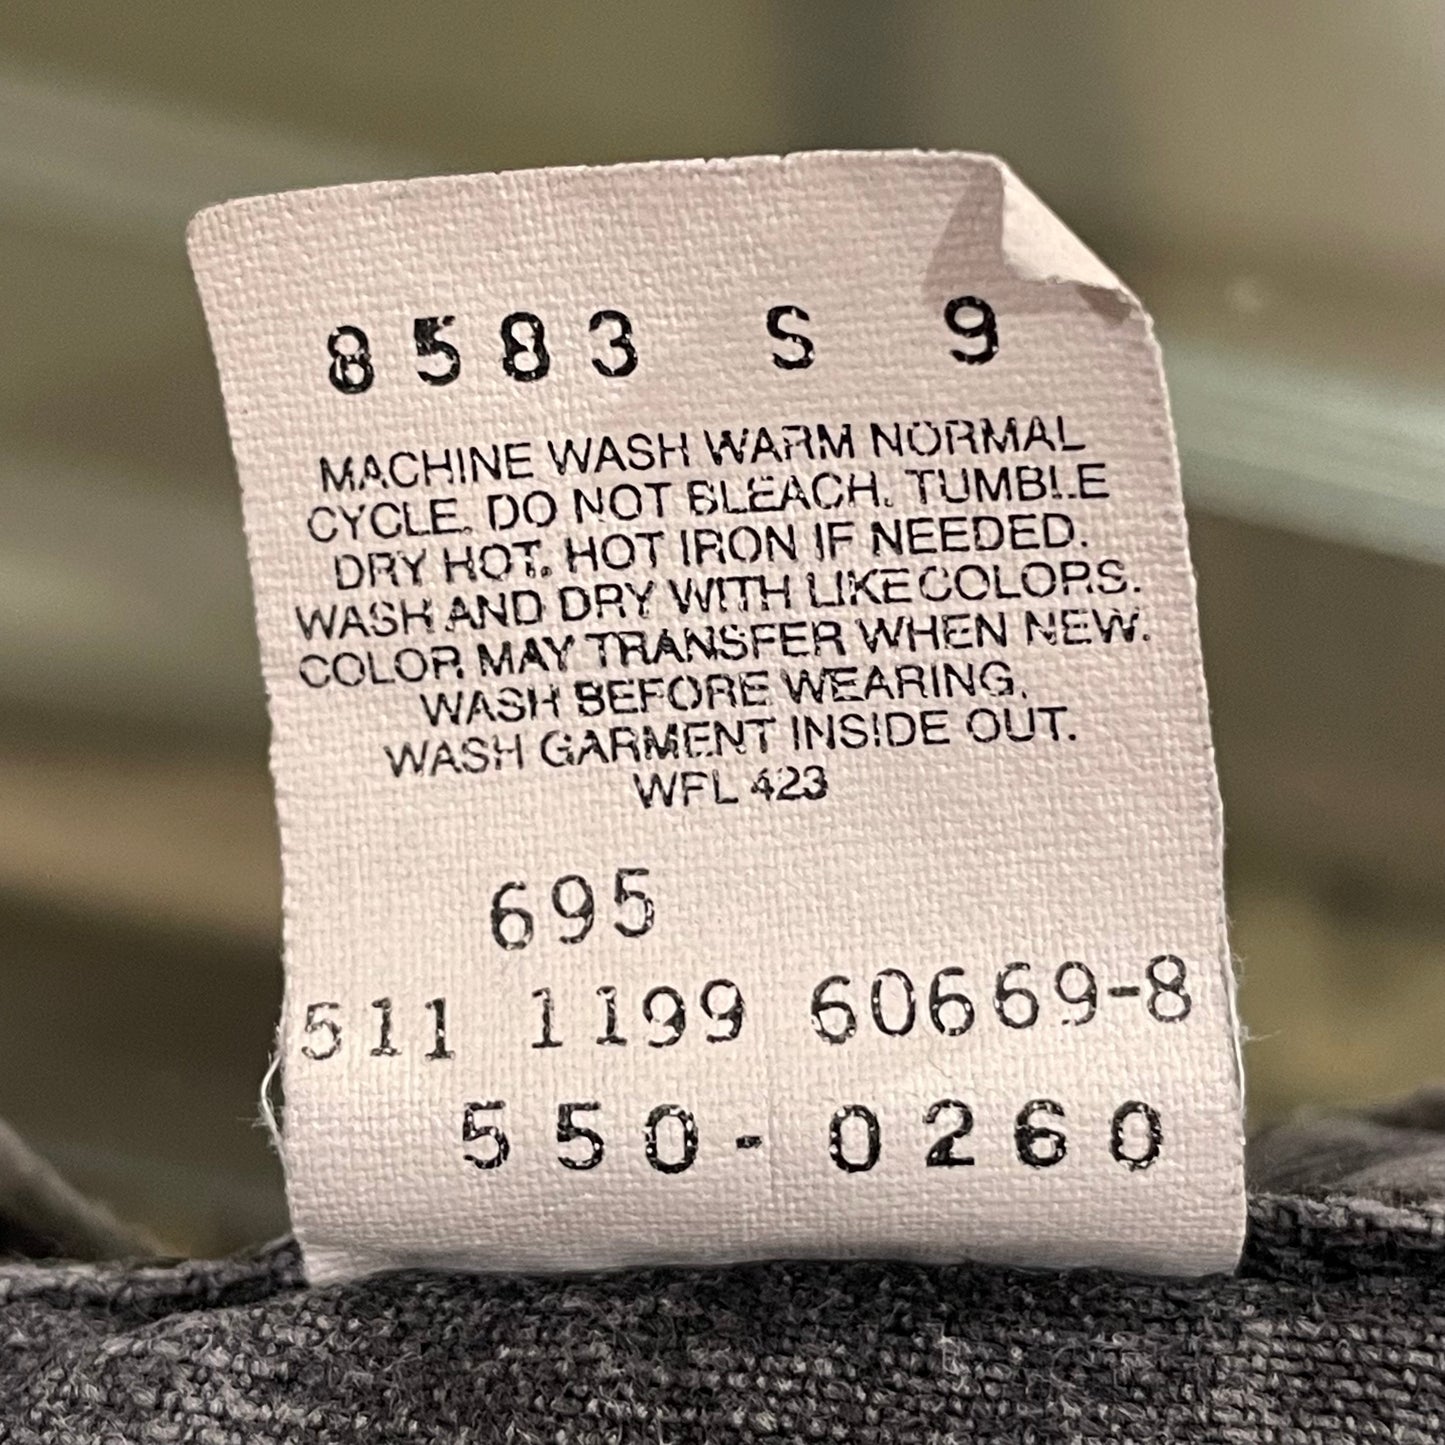 8583 S 9
MACHINE WASH WARM NORMAL
CYCLE. DO NOT BLEACH. TUMBLE
DRY HOT. HOT IRON IF NEEDED.
WASH AND DRY WITH LIKE COLORS.
COLOR MAY TRANSFER WHEN NEW.
WASH BEFORE WEARING.
WASH GARMENT INSIDE OUT.
WFL 423
695
511 1199 60669-8
550-0260